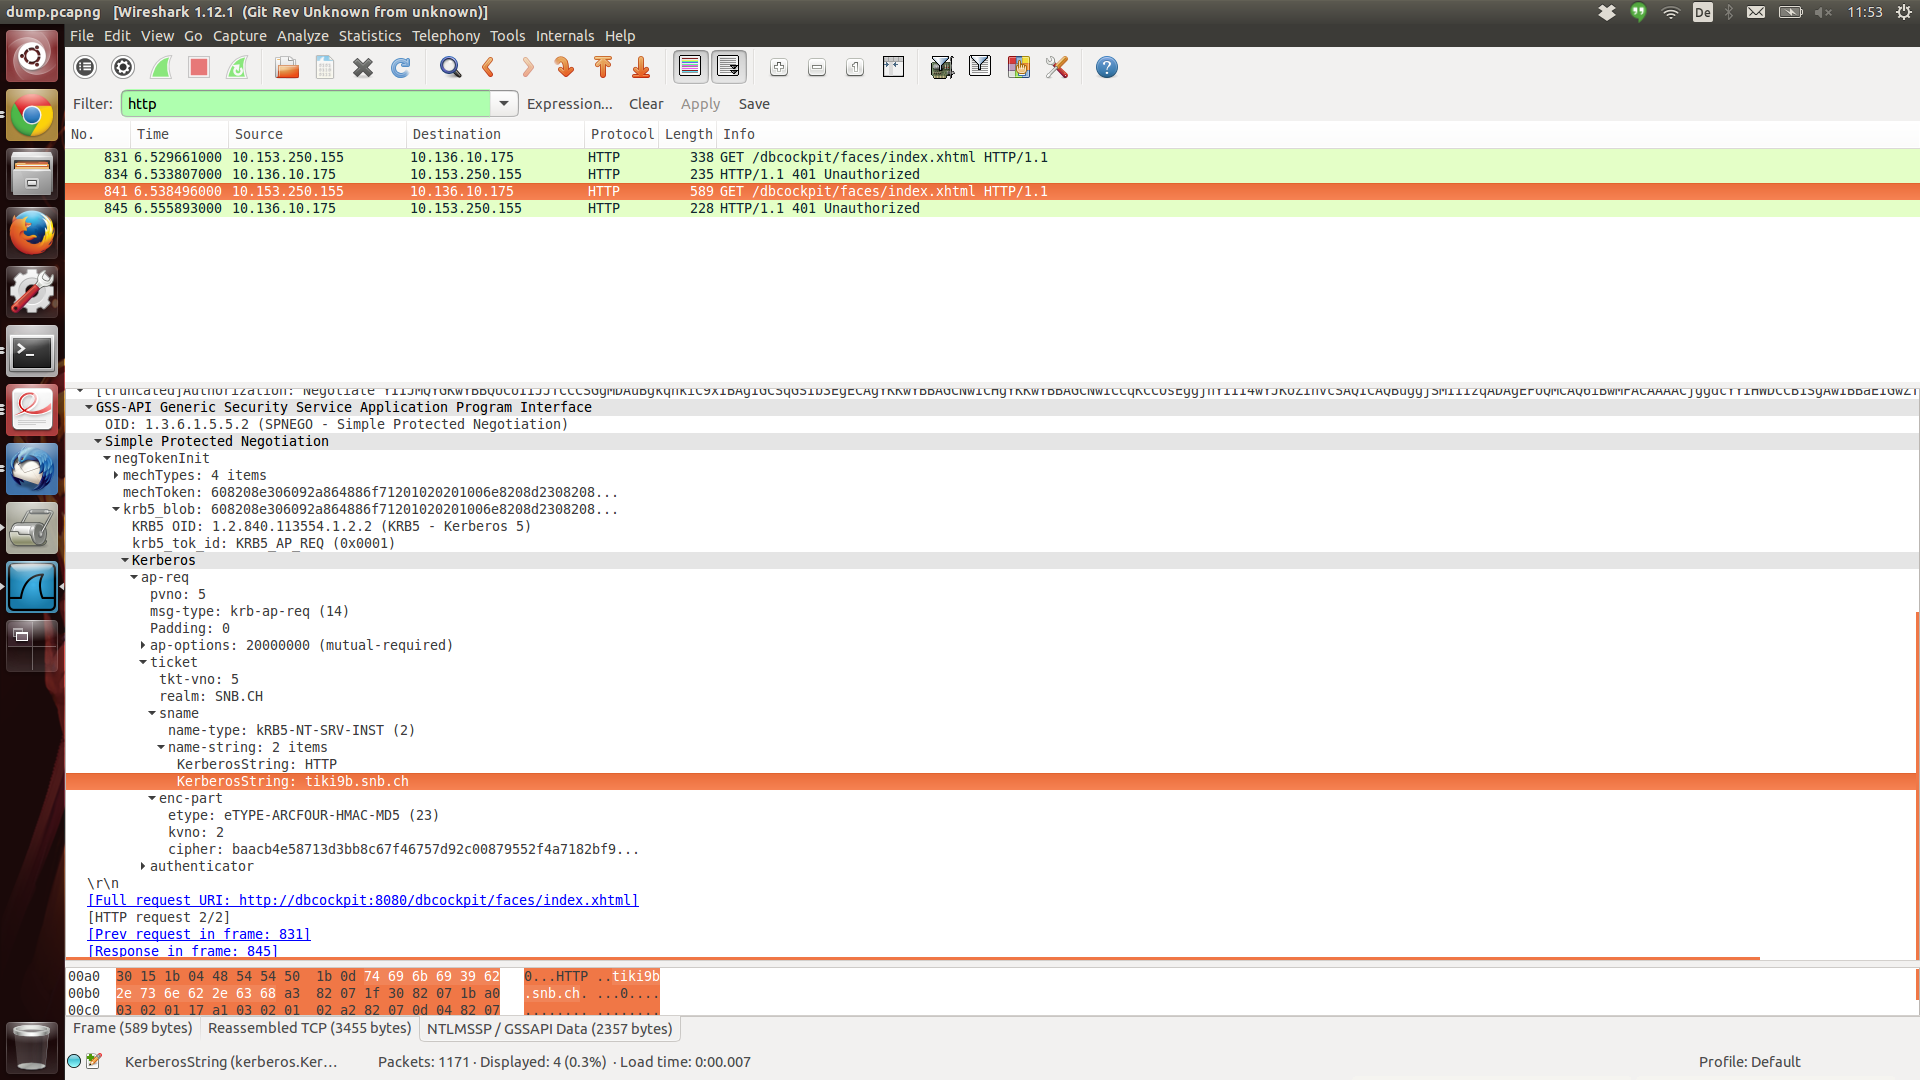 dump.pcapng   [Wireshark 1.12.1  (Git Rev Unknown from unknown)]
De
11:53
File Edit View Go Capture Analyze Statistics Telephony Tools Internals Help
Filter: http Expression... Clear Apply Save
No. Time Source Destination Protocol Length Info
831 6.529661000 10.153.250.155 10.136.10.175 HTTP 338 GET /dbcockpit/faces/index.xhtml HTTP/1.1
834 6.533807000 10.136.10.175 10.153.250.155 HTTP 235 HTTP/1.1 401 Unauthorized
841 6.538496000 10.153.250.155 10.136.10.175 HTTP 589 GET /dbcockpit/faces/index.xhtml HTTP/1.1
845 6.555893000 10.136.10.175 10.153.250.155 HTTP 228 HTTP/1.1 401 Unauthorized
[truncated]Authorization: Negotiate
GSS-API Generic Security Service Application Program Interface
OID: 1.3.6.1.5.5.2 (SPNEGO - Simple Protected Negotiation)
Simple Protected Negotiation
negTokenInit
mechTypes: 4 items
mechToken: 608208e306092a864886f71201020201006e8208d2308208...
krb5_blob: 608208e306092a864886f71201020201006e8208d2308208...
KRB5 OID: 1.2.840.113554.1.2.2 (KRB5 - Kerberos 5)
krb5_tok_id: KRB5_AP_REQ (0x0001)
Kerberos
ap-req
pvno: 5
msg-type: krb-ap-req (14)
Padding: 0
ap-options: 20000000 (mutual-required)
ticket
tkt-vno: 5
realm: SNB.CH
sname
name-type: kRB5-NT-SRV-INST (2)
name-string: 2 items
KerberosString: HTTP
KerberosString: tiki9b.snb.ch
enc-part
etype: eTYPE-ARCFOUR-HMAC-MD5 (23)
kvno: 2
cipher: baacb4e58713d3bb8c67f46757d92c00879552f4a7182bf9...
authenticator
\r\n
[Full request URI: http://dbcockpit:8080/dbcockpit/faces/index.xhtml]
[HTTP request 2/2]
[Prev request in frame: 831]
[Response in frame: 845]
00a0 30 15 1b 04 48 54 54 50 1b 0d 74 69 6b 69 39 62 0...HTTP ..tiki9b
00b0 2e 73 6e 62 2e 63 68 a3 82 07 1f 30 82 07 1b a0 .snb.ch. ...0....
00c0 03 02 01 17 a1 03 02 01 02 a2 82 07 0d 04 82 07 ........ ........
Frame (589 bytes) Reassembled TCP (3455 bytes) NTLMSSP / GSSAPI Data (2357 bytes)
KerberosString (kerberos.Ker... Packets: 1171 · Displayed: 4 (0.3%) · Load time: 0:00.007 Profile: Default